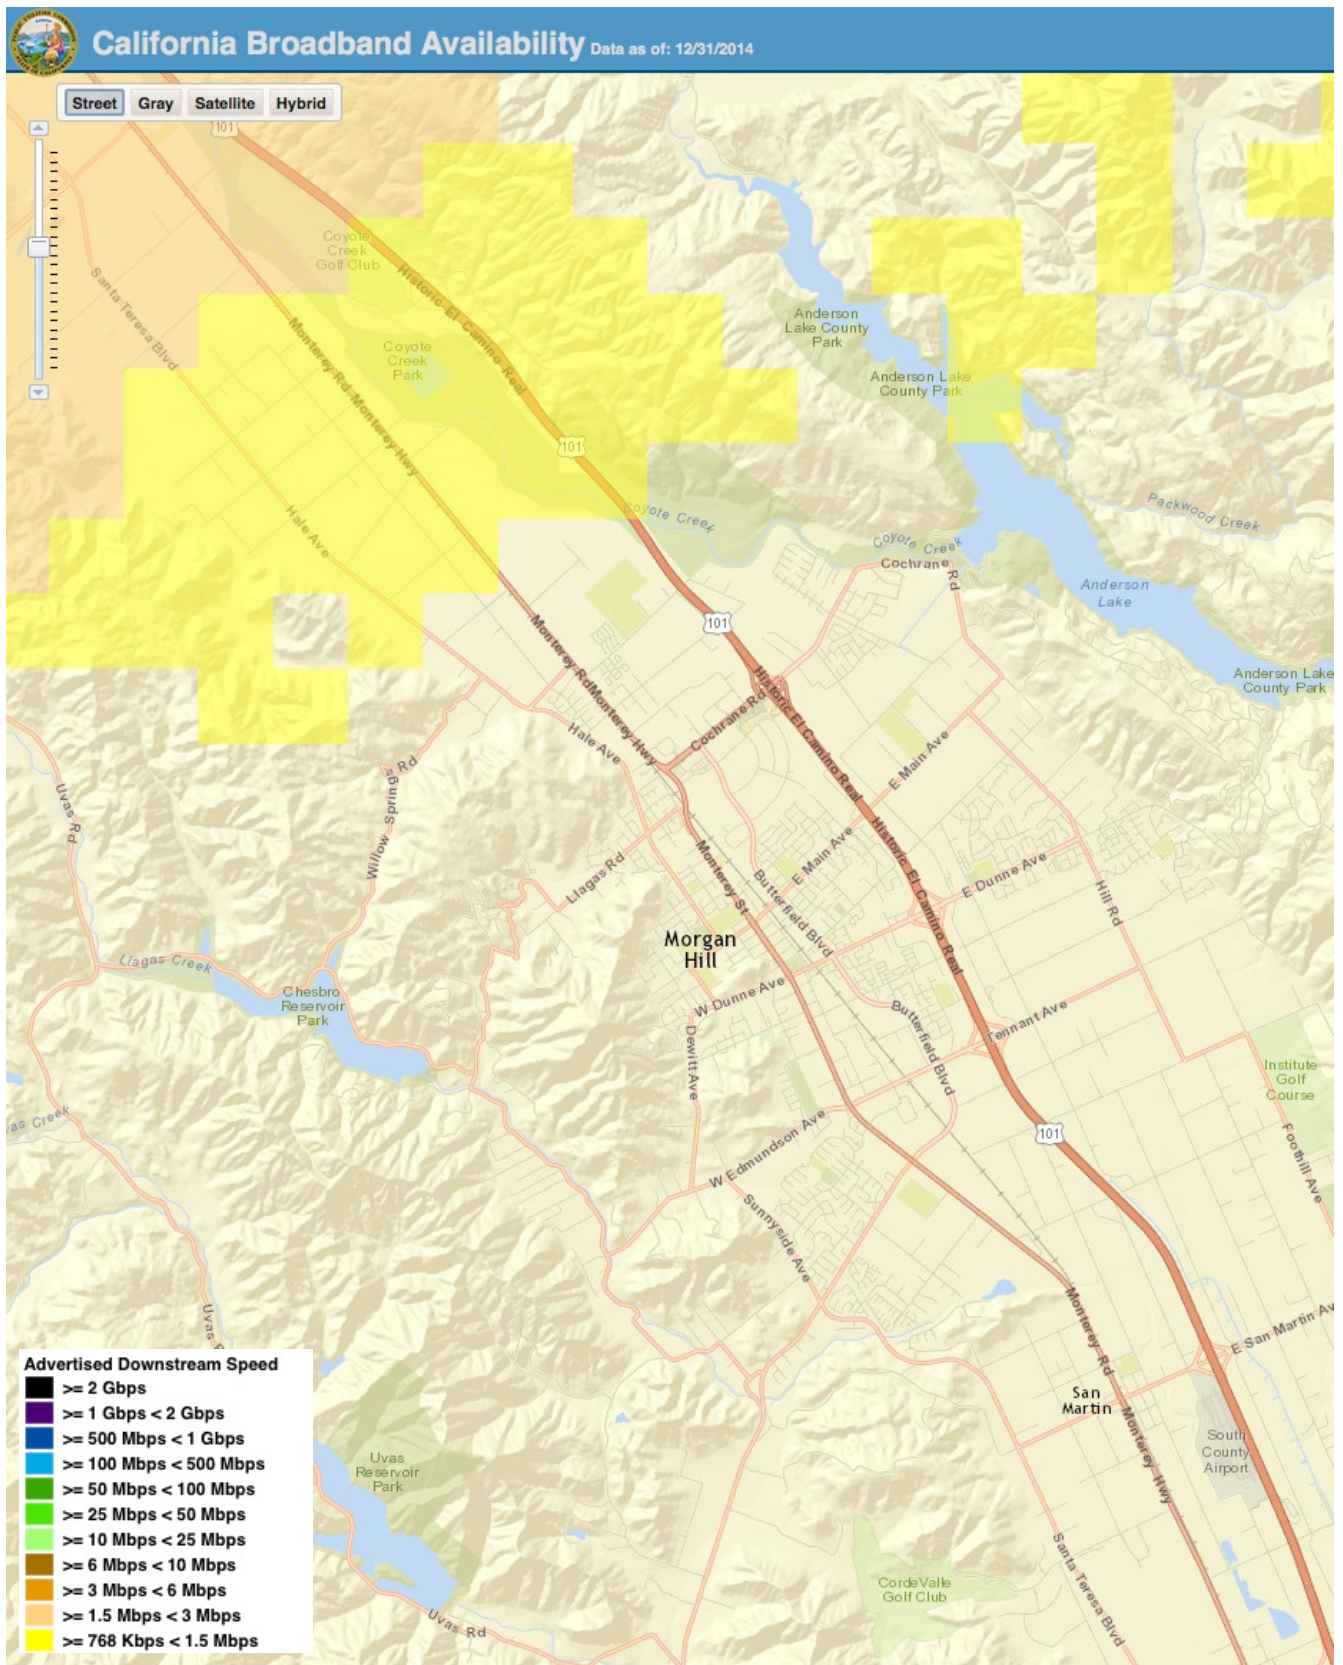 California Broadband Availability Data as of: 12/31/2014
Street Gray Satellite Hybrid
101
Coyote
Creek
Golf Club
Historic El Camino Real
Santa Teresa Blvd
Monterey Rd
Monterey Hwy
Coyote
Creek
Park
Anderson
Lake County
Park
Anderson Lake
County Park
101
Hale Ave
Coyote Creek
Coyote Creek
Packwood Creek
Cochrane Rd
Anderson
Lake
101
Monterey Rd
Monterey Hwy
Historic El Camino Real
Anderson Lake
County Park
Cochrane Rd
Hale Ave
E Main Ave
Willow Springs Rd
Uvas Rd
Historic El Camino Real
Monterey St
E Main Ave
Butterfield Blvd
E Dunne Ave
Llagas Rd
Hill Rd
Morgan
Hill
Llagas Creek
Chesbro
Reservoir
Park
W Dunne Ave
Butterfield Blvd
Tennant Ave
Dewitt Ave
Institute
Golf
Course
vas Creek
W Edmundson Ave
101
Foothill Ave
Sunnyside Ave
Uvas
Monterey Rd
E San Martin Av
San
Martin
Monterey Hwy
South
County
Airport
Uvas
Reservoir
Park
Santa Teresa Blvd
CordeValle
Golf Club
Uvas Rd
Advertised Downstream Speed
>= 2 Gbps
>= 1 Gbps < 2 Gbps
>= 500 Mbps < 1 Gbps
>= 100 Mbps < 500 Mbps
>= 50 Mbps < 100 Mbps
>= 25 Mbps < 50 Mbps
>= 10 Mbps < 25 Mbps
>= 6 Mbps < 10 Mbps
>= 3 Mbps < 6 Mbps
>= 1.5 Mbps < 3 Mbps
>= 768 Kbps < 1.5 Mbps